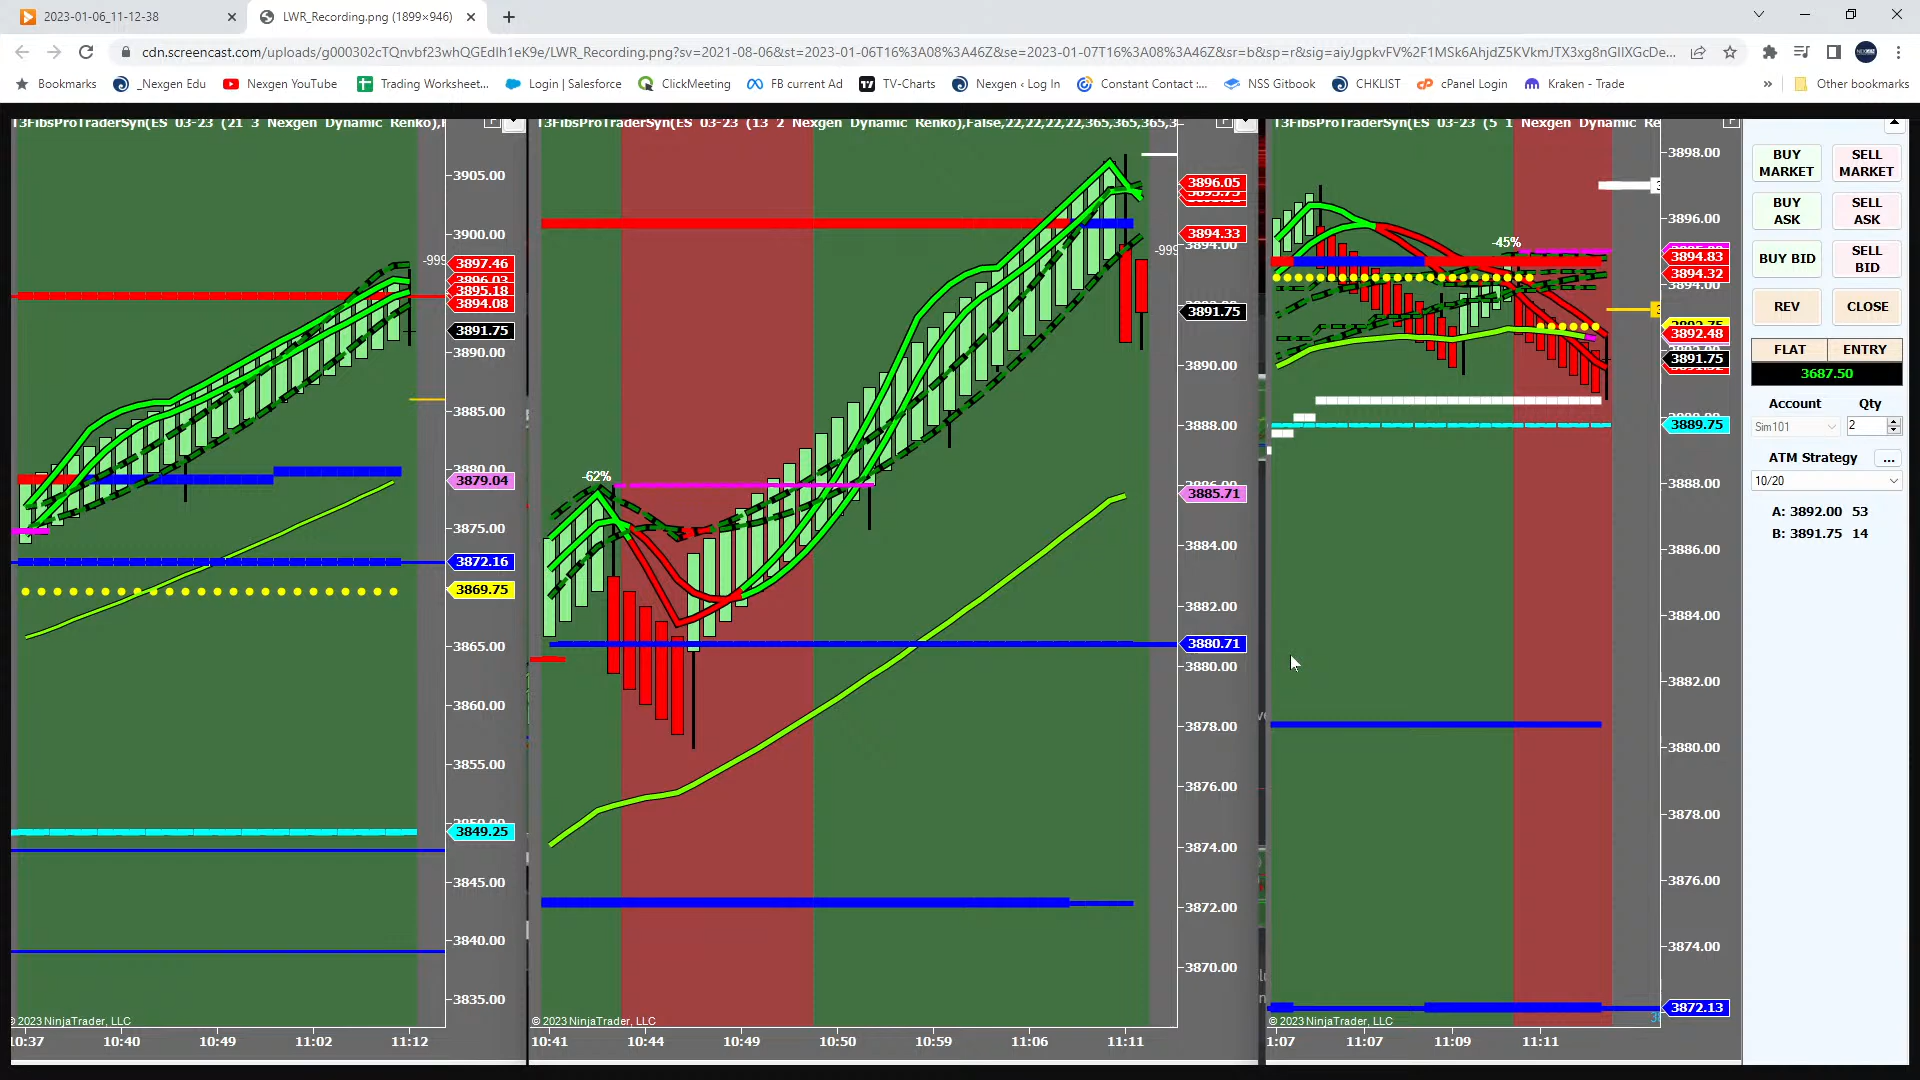 2023-01-06_11-12-38
LWR_Recording.png (1899×946)
cdn.screencast.com/uploads/g000302cTQnvbf23whQGEdIh1eK9e/LWR_Recording.png?sv=2021-08-06&st=2023-01-06T16%3A08%3A46Z&se=2023-01-07T16%3A08%3A46Z&sr=b&sp=r&sig=aiyJgpkvFV%2F1MSk6AhjdZ5KVkmJTX3xg8nGlIXGcDe...
Bookmarks
_Nexgen Edu
Nexgen YouTube
Trading Worksheet...
Login | Salesforce
ClickMeeting
FB current Ad
TV-Charts
Nexgen ‹ Log In
Constant Contact :...
NSS Gitbook
CHKLIST
cPanel Login
Kraken - Trade
»
Other bookmarks
T3FibsProTraderSyn(ES 03-23 (21 3 Nexgen Dynamic Renko),F
3905.00
3900.00
-999
3897.46
3895.18
3894.08
3891.75
3890.00
3885.00
3880.00
3879.04
3875.00
3872.16
3869.75
3865.00
3860.00
3855.00
3849.25
3845.00
3840.00
3835.00
© 2023 NinjaTrader, LLC
10:37
10:40
10:49
11:02
11:12
T3FibsProTraderSyn(ES 03-23 (13 2 Nexgen Dynamic Renko),False,22,22,22,22,365,365,365,3
3896.05
3894.33
3894.00
-999
3891.75
3890.00
3888.00
-62%
3885.71
3884.00
3882.00
3880.71
3880.00
3878.00
3876.00
3874.00
3872.00
3870.00
© 2023 NinjaTrader, LLC
10:41
10:44
10:49
10:50
10:59
11:06
11:11
T3FibsProTraderSyn(ES 03-23 (5 1 Nexgen Dynamic Re
3898.00
3896.00
-45%
3894.83
3894.32
3894.00
3892.48
3891.75
3889.75
3888.00
3886.00
3884.00
3882.00
3880.00
3878.00
3876.00
3874.00
3872.13
© 2023 NinjaTrader, LLC
1:07
11:07
11:09
11:11
BUY MARKET
SELL MARKET
BUY ASK
SELL ASK
BUY BID
SELL BID
REV
CLOSE
FLAT
ENTRY
3687.50
Account
Qty
Sim101
2
ATM Strategy
...
10/20
A: 3892.00 53
B: 3891.75 14